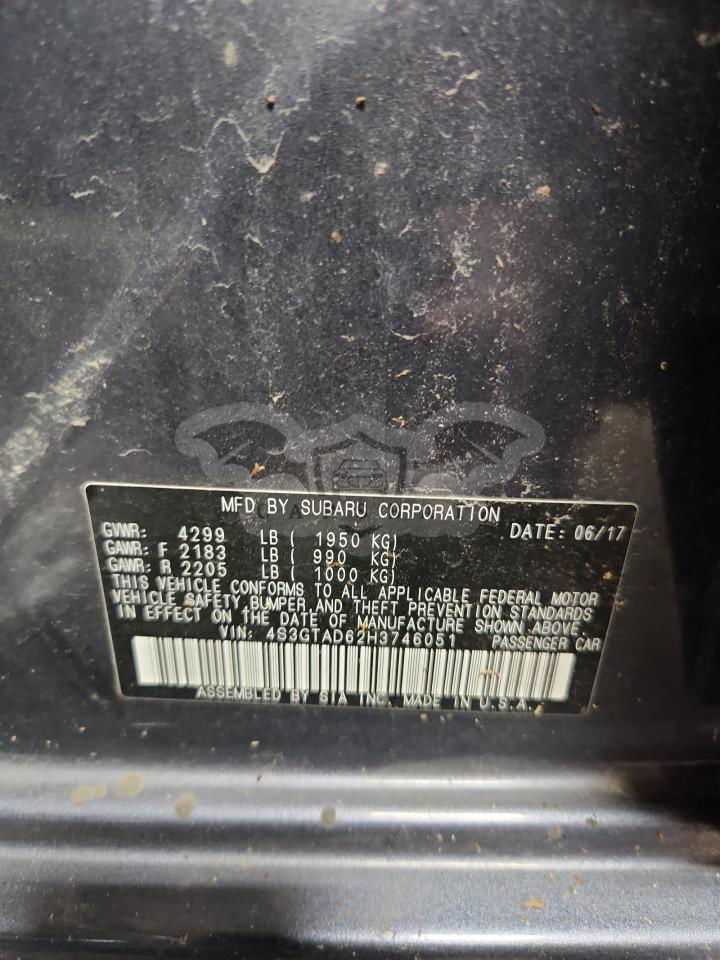 MFD BY SUBARU CORPORATION
GVWR: 4299 LB ( 1950 KG) DATE: 06/17
GAWR: F 2183 LB ( 990 KG)
GAWR: R 2205 LB ( 1000 KG)
THIS VEHICLE CONFORMS TO ALL APPLICABLE FEDERAL MOTOR
VEHICLE SAFETY, BUMPER AND THEFT PREVENTION STANDARDS
IN EFFECT ON THE DATE OF MANUFACTURE SHOWN ABOVE.
VIN: 4S3GTAD62H3746051 PASSENGER CAR
ASSEMBLED BY SIA INC. MADE IN U.S.A.